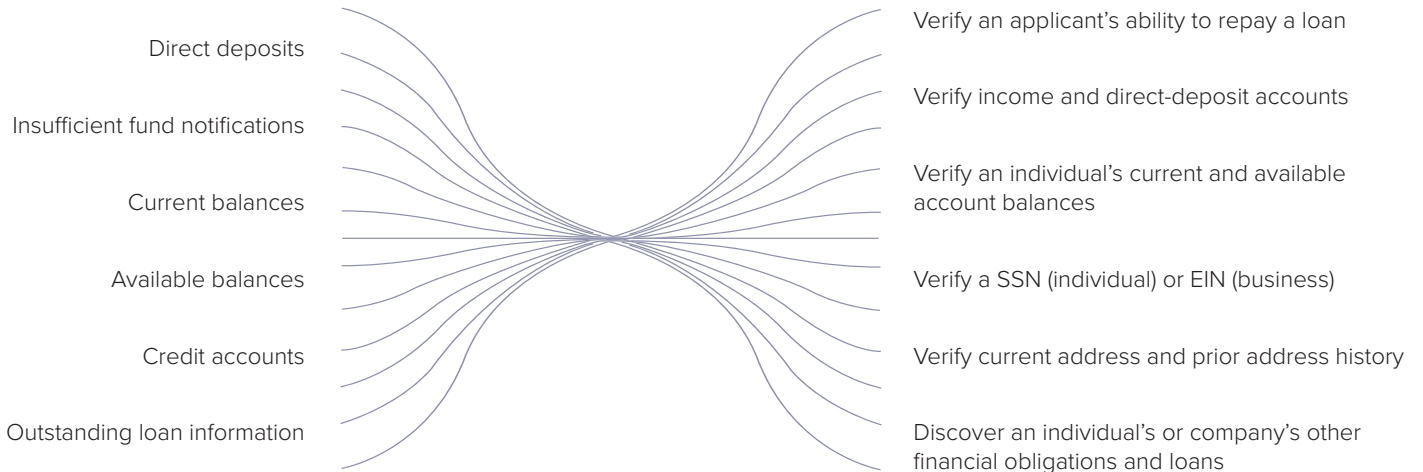 Direct deposits
Insufficient fund notifications
Current balances
Available balances
Credit accounts
Outstanding loan information
Verify an applicant’s ability to repay a loan
Verify income and direct-deposit accounts
Verify an individual’s current and available
account balances
Verify a SSN (individual) or EIN (business)
Verify current address and prior address history
Discover an individual’s or company’s other
financial obligations and loans